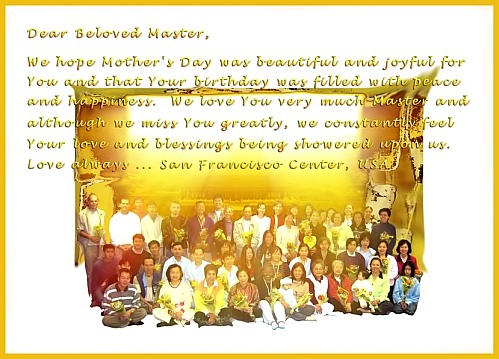 Dear Beloved Master,
We hope Mother's Day was beautiful and joyful for
You and that Your birthday was filled with peace
and happiness. We love You very much Master and
although we miss You greatly, we constantly feel
Your love and blessings being showered upon us.
Love always ... San Francisco Center, USA